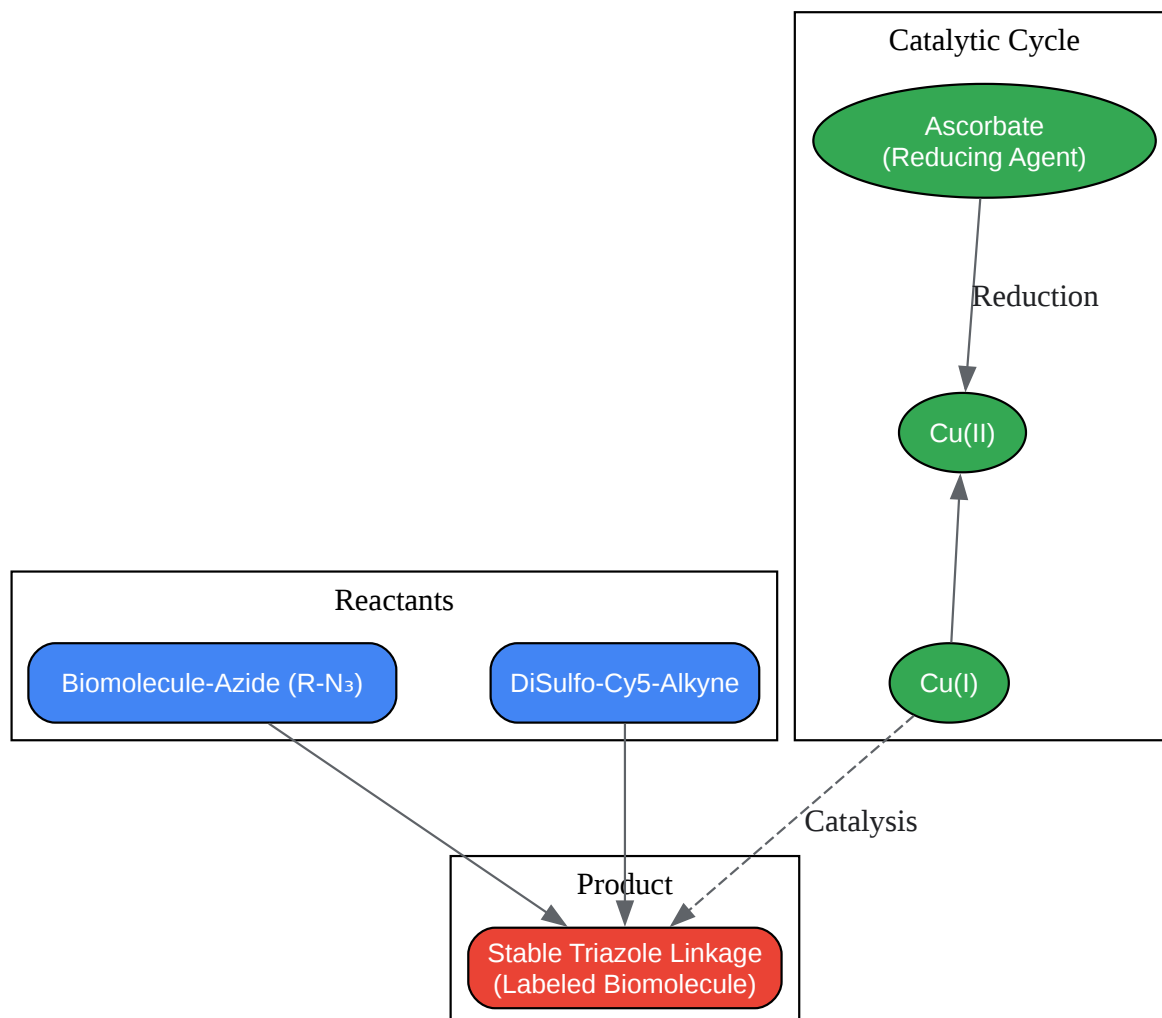 Catalytic Cycle
Ascorbate
(Reducing Agent)
Reduction
Cu(II)
Reactants
Biomolecule-Azide (R-N₃)
DiSulfo-Cy5-Alkyne
Cu(I)
Catalysis
Product
Stable Triazole Linkage
(Labeled Biomolecule)